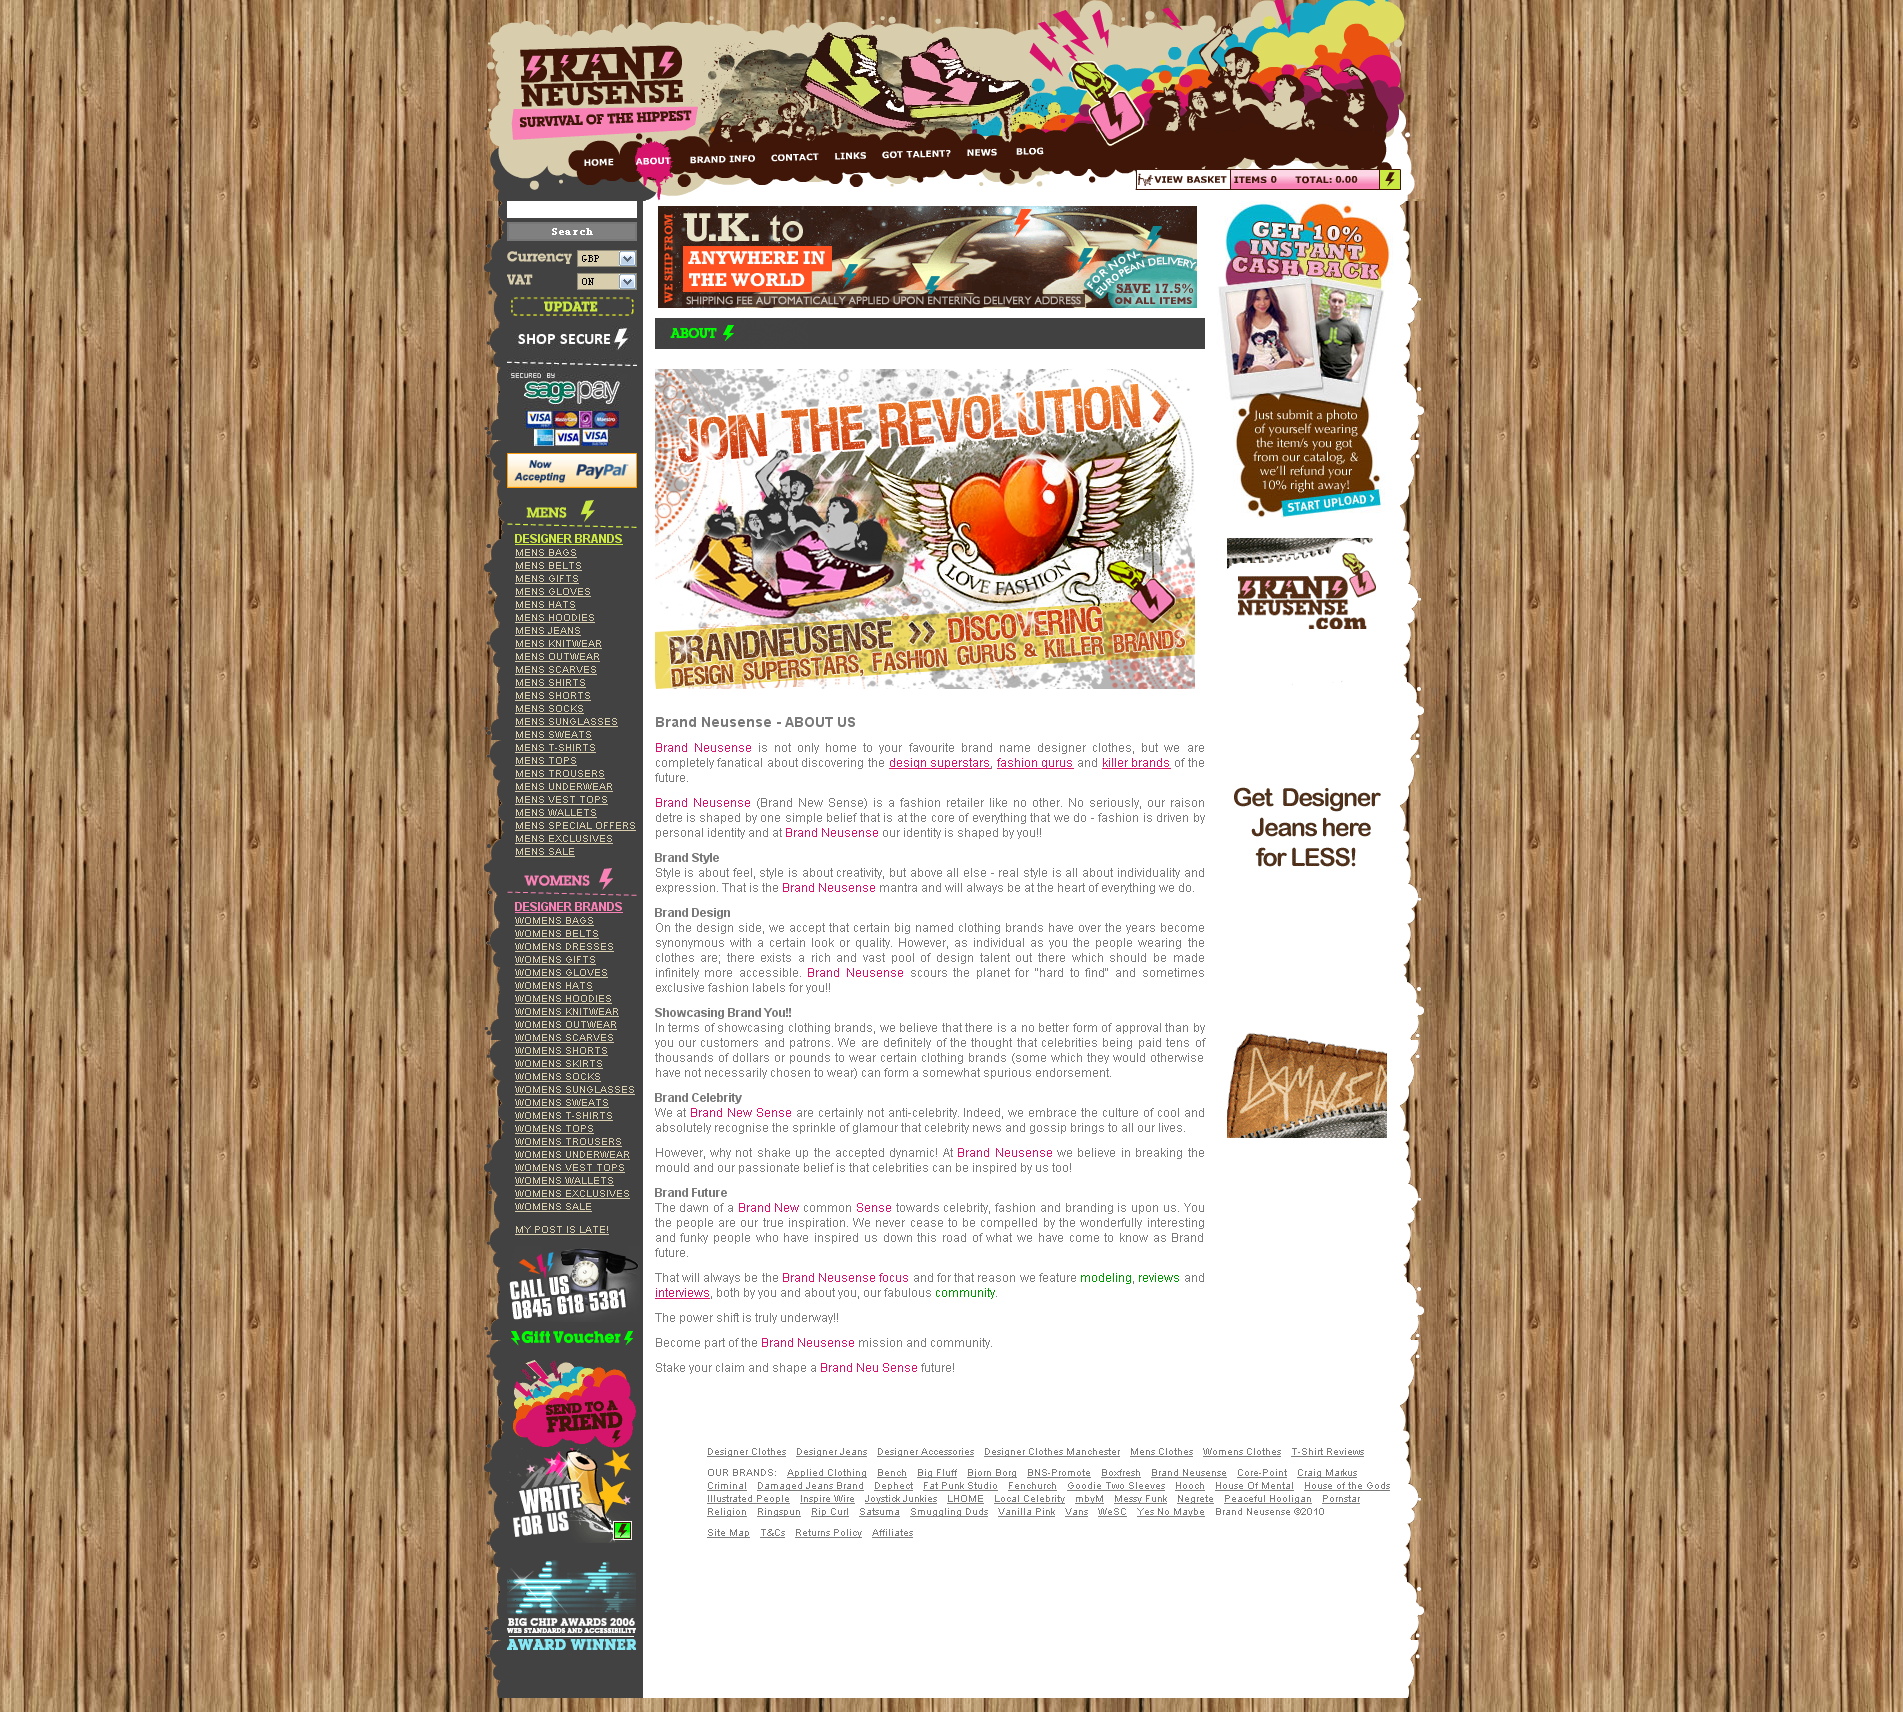 BRAND
NEUSENSE
SURVIVAL OF THE HIPPEST
HOME ABOUT BRAND INFO CONTACT LINKS GOT TALENT? NEWS BLOG
VIEW BASKET ITEMS 0 TOTAL: 0.00
Search
Currency GBP
VAT ON
UPDATE
SHOP SECURE
SECURED BY
sage pay
VISA MasterCard Maestro
VISA VISA
Now
Accepting PayPal
MENS
DESIGNER BRANDS
MENS BAGS
MENS BELTS
MENS GIFTS
MENS GLOVES
MENS HATS
MENS HOODIES
MENS JEANS
MENS KNITWEAR
MENS OUTWEAR
MENS SCARVES
MENS SHIRTS
MENS SHORTS
MENS SOCKS
MENS SUNGLASSES
MENS SWEATS
MENS T-SHIRTS
MENS TOPS
MENS TROUSERS
MENS UNDERWEAR
MENS VEST TOPS
MENS WALLETS
MENS SPECIAL OFFERS
MENS EXCLUSIVES
MENS SALE
WOMENS
DESIGNER BRANDS
WOMENS BAGS
WOMENS BELTS
WOMENS DRESSES
WOMENS GIFTS
WOMENS GLOVES
WOMENS HATS
WOMENS HOODIES
WOMENS KNITWEAR
WOMENS OUTWEAR
WOMENS SCARVES
WOMENS SHORTS
WOMENS SKIRTS
WOMENS SOCKS
WOMENS SUNGLASSES
WOMENS SWEATS
WOMENS T-SHIRTS
WOMENS TOPS
WOMENS TROUSERS
WOMENS UNDERWEAR
WOMENS VEST TOPS
WOMENS WALLETS
WOMENS EXCLUSIVES
WOMENS SALE
MY POST IS LATE!
CALL US
0845 618 5381
Gift Voucher
SEND TO A
FRIEND
WRITE
FOR US
BIG CHIP AWARDS 2006
WEB STANDARDS AND ACCESSIBILITY
AWARD WINNER
WE SHIP FROM
U.K. to
ANYWHERE IN
THE WORLD
SHIPPING FEE AUTOMATICALLY APPLIED UPON ENTERING DELIVERY ADDRESS
FOR NON-
EUROPEAN DELIVERY
SAVE 17.5%
ON ALL ITEMS
ABOUT
JOIN THE REVOLUTION
LOVE FASHION
BRANDNEUSENSE >> DISCOVERING
DESIGN SUPERSTARS, FASHION GURUS & KILLER BRANDS
Brand Neusense - ABOUT US
Brand Neusense is not only home to your favourite brand name designer clothes, but we are
completely fanatical about discovering the design superstars, fashion gurus and killer brands of the
future.
Brand Neusense (Brand New Sense) is a fashion retailer like no other. No seriously, our raison
detre is shaped by one simple belief that is at the core of everything that we do - fashion is driven by
personal identity and at Brand Neusense our identity is shaped by you!!
Brand Style
Style is about feel, style is about creativity, but above all else - real style is all about individuality and
expression. That is the Brand Neusense mantra and will always be at the heart of everything we do.
Brand Design
On the design side, we accept that certain big named clothing brands have over the years become
synonymous with a certain look or quality. However, as individual as you the people wearing the
clothes are; there exists a rich and vast pool of design talent out there which should be made
infinitely more accessible. Brand Neusense scours the planet for "hard to find" and sometimes
exclusive fashion labels for you!!
Showcasing Brand You!!
In terms of showcasing clothing brands, we believe that there is a no better form of approval than by
you our customers and patrons. We are definitely of the thought that celebrities being paid tens of
thousands of dollars or pounds to wear certain clothing brands (some which they would otherwise
have not necessarily chosen to wear) can form a somewhat spurious endorsement.
Brand Celebrity
We at Brand New Sense are certainly not anti-celebrity. Indeed, we embrace the culture of cool and
absolutely recognise the sprinkle of glamour that celebrity news and gossip brings to all our lives.
However, why not shake up the accepted dynamic! At Brand Neusense we believe in breaking the
mould and our passionate belief is that celebrities can be inspired by us too!
Brand Future
The dawn of a Brand New common Sense towards celebrity, fashion and branding is upon us. You
the people are our true inspiration. We never cease to be compelled by the wonderfully interesting
and funky people who have inspired us down this road of what we have come to know as Brand
future.
That will always be the Brand Neusense focus and for that reason we feature modeling, reviews and
interviews, both by you and about you, our fabulous community.
The power shift is truly underway!!
Become part of the Brand Neusense mission and community.
Stake your claim and shape a Brand Neu Sense future!
GET 10%
INSTANT
CASH BACK
Just submit a photo
of yourself wearing
the item/s you got
from our catalog, &
we'll refund your
10% right away!
START UPLOAD >
BRAND
NEUSENSE
.com
Get Designer
Jeans here
for LESS!
DAMAGED
Designer Clothes Designer Jeans Designer Accessories Designer Clothes Manchester Mens Clothes Womens Clothes T-Shirt Reviews
OUR BRANDS: Applied Clothing Bench Big Fluff Bjorn Borg BNS-Promote Boxfresh Brand Neusense Core-Point Craig Markus
Criminal Damaged Jeans Brand Dephect Fat Punk Studio Fenchurch Goodie Two Sleeves Hooch House Of Mental House of the Gods
Illustrated People Inspire Wire Joystick Junkies LHOME Local Celebrity mbyM Messy Funk Negrete Peaceful Hooligan Pornstar
Religion Ringspun Rip Curl Satsuma Smuggling Duds Vanilla Pink Vans WeSC Yes No Maybe Brand Neusense ©2010
Site Map T&Cs Returns Policy Affiliates